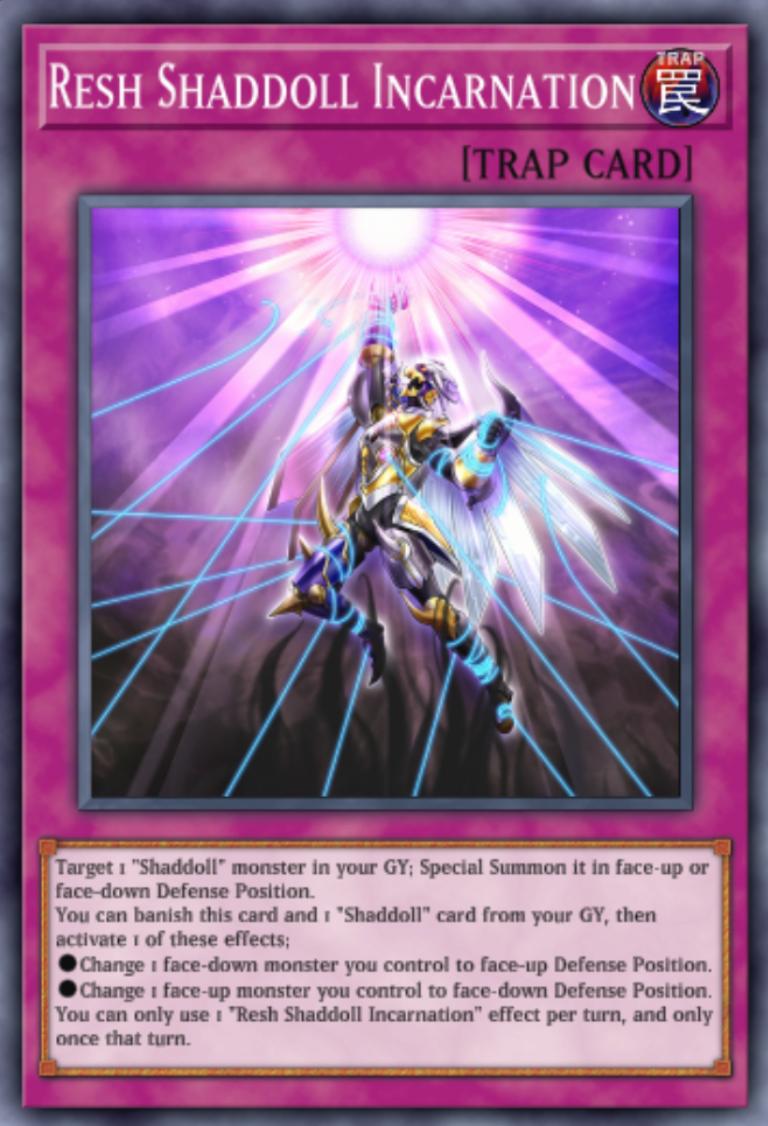 Resh Shaddoll Incarnation
TRAP
罠
[TRAP CARD]
Target 1 "Shaddoll" monster in your GY; Special Summon it in face-up or
face-down Defense Position.
You can banish this card and 1 "Shaddoll" card from your GY, then
activate 1 of these effects;
●Change 1 face-down monster you control to face-up Defense Position.
●Change 1 face-up monster you control to face-down Defense Position.
You can only use 1 "Resh Shaddoll Incarnation" effect per turn, and only
once that turn.